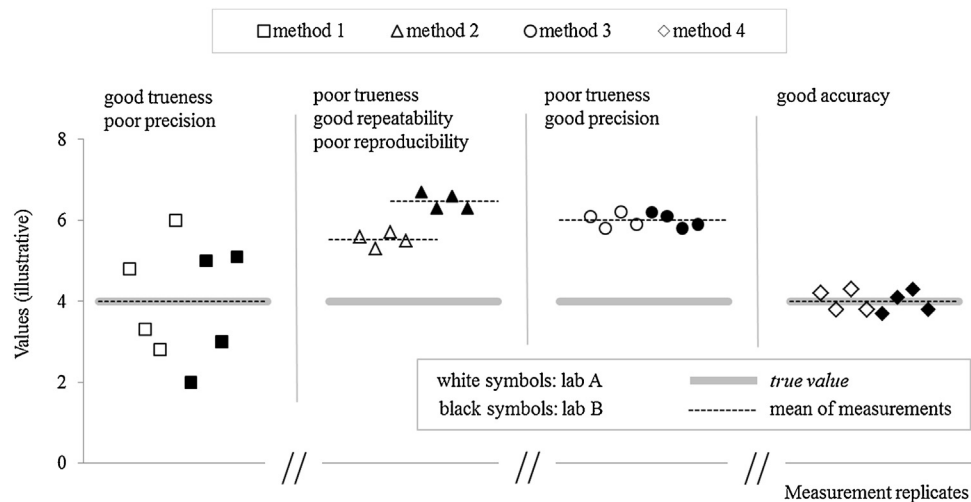 method 1 method 2 method 3 method 4
good trueness
poor precision
poor trueness
good repeatability
poor reproducibility
poor trueness
good precision
good accuracy
Values (illustrative)
8
6
4
2
0
white symbols: lab A
black symbols: lab B
true value
mean of measurements
// // //
Measurement replicates